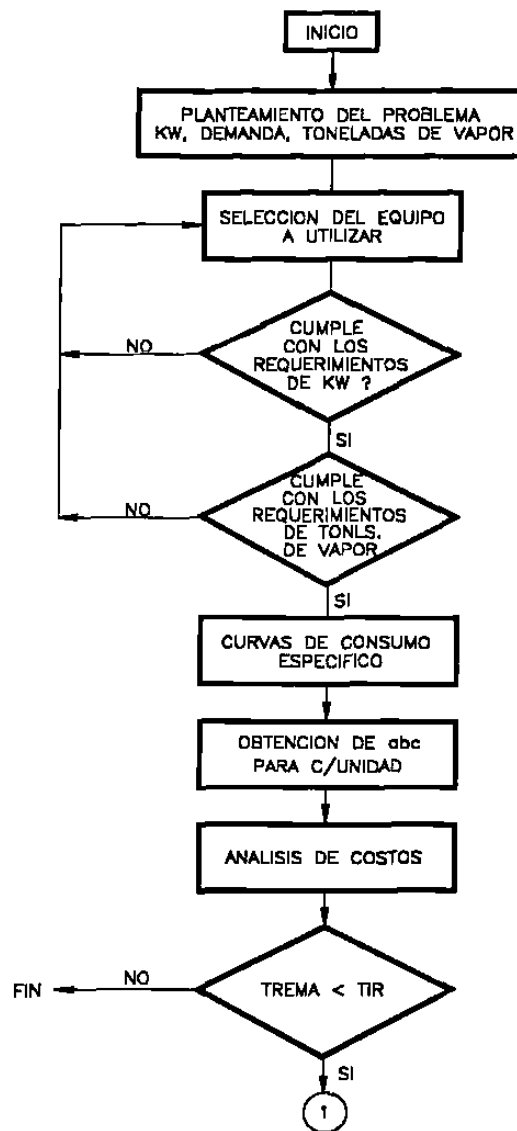 INICIO
PLANTEAMIENTO DEL PROBLEMA
KW, DEMANDA, TONELADAS DE VAPOR
SELECCION DEL EQUIPO
A UTILIZAR
CUMPLE
CON LOS
REQUERIMIENTOS
DE KW ?
NO
SI
CUMPLE
CON LOS
REQUERIMIENTOS
DE TONLS.
DE VAPOR
NO
SI
CURVAS DE CONSUMO
ESPECIFICO
OBTENCION DE abc
PARA C/UNIDAD
ANALISIS DE COSTOS
TREMA < TIR
NO
FIN
SI
1